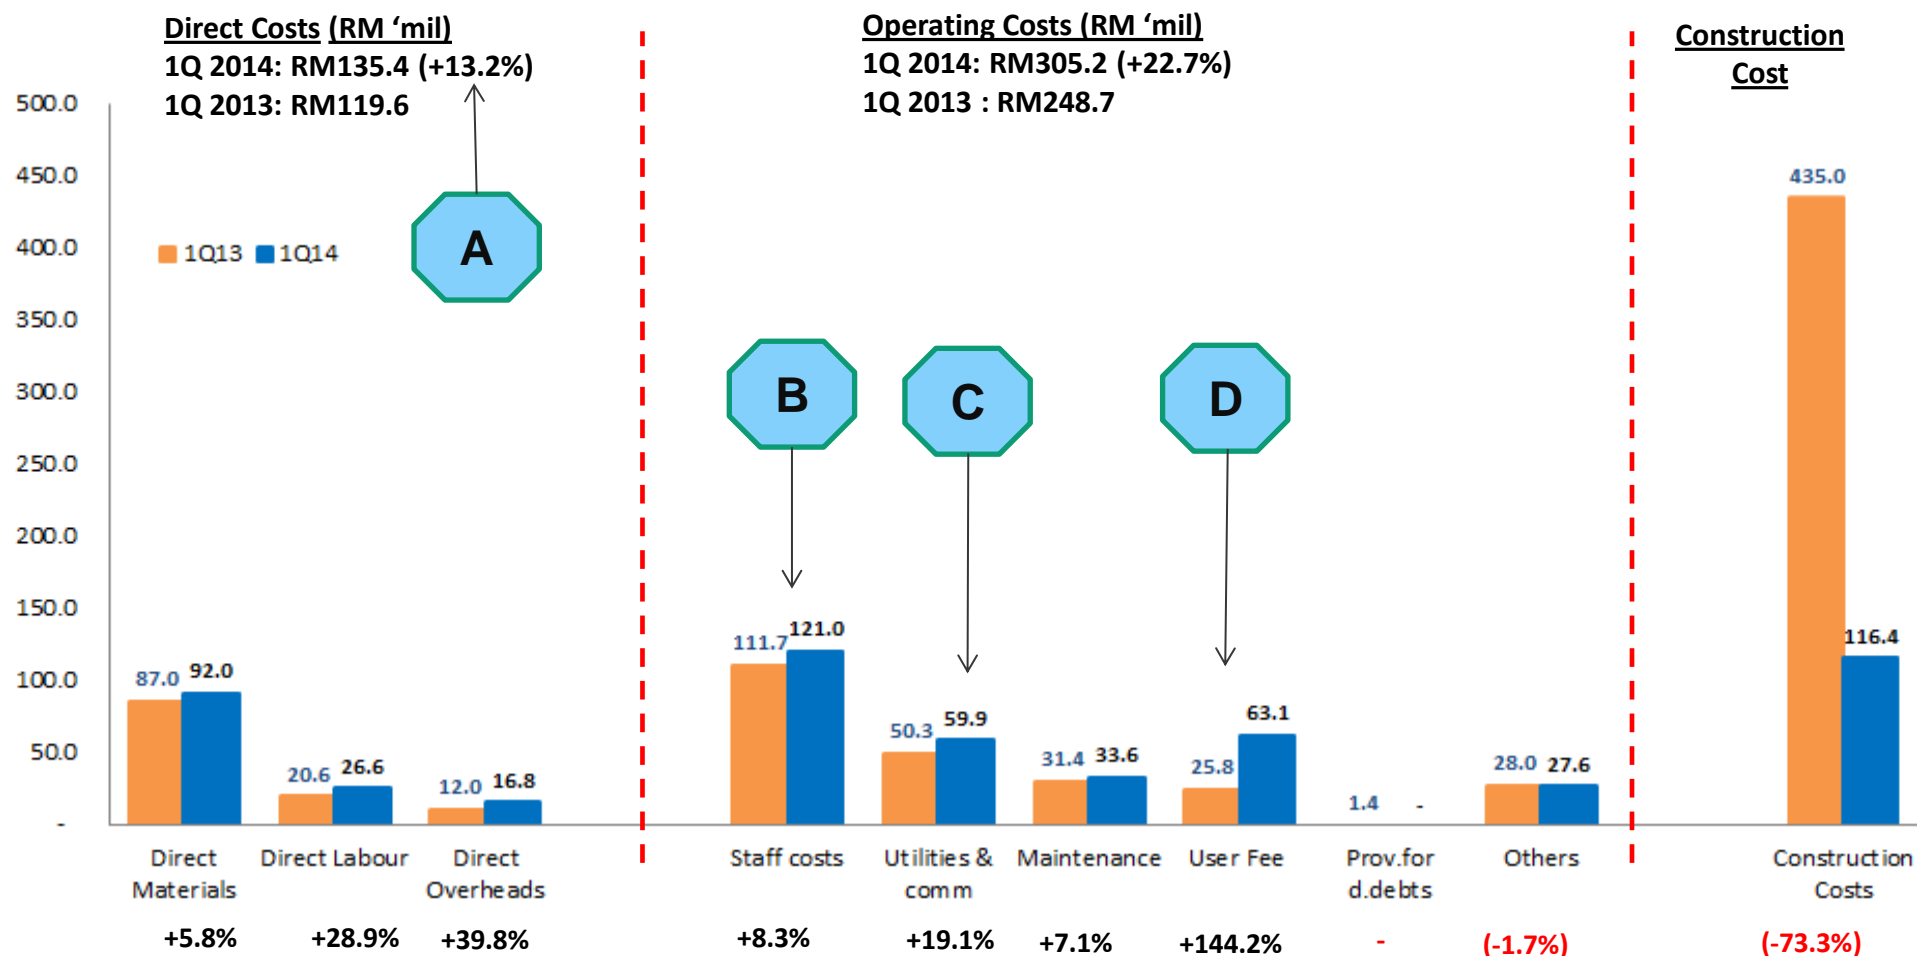 Direct Costs (RM ‘mil)
1Q 2014: RM135.4 (+13.2%)
1Q 2013: RM119.6
Operating Costs (RM ‘mil)
1Q 2014: RM305.2 (+22.7%)
1Q 2013 : RM248.7
Construction
Cost
500.0
450.0
400.0
350.0
300.0
250.0
200.0
150.0
100.0
50.0
-
1Q13 1Q14
A
B
C
D
87.0 92.0
20.6 26.6
12.0 16.8
111.7 121.0
50.3 59.9
31.4 33.6
25.8 63.1
1.4 -
28.0 27.6
435.0 116.4
Direct
Materials
Direct Labour
Direct
Overheads
Staff costs
Utilities &
comm
Maintenance
User Fee
Prov.for
d.debts
Others
Construction
Costs
+5.8% +28.9% +39.8% +8.3% +19.1% +7.1% +144.2% - (-1.7%) (-73.3%)